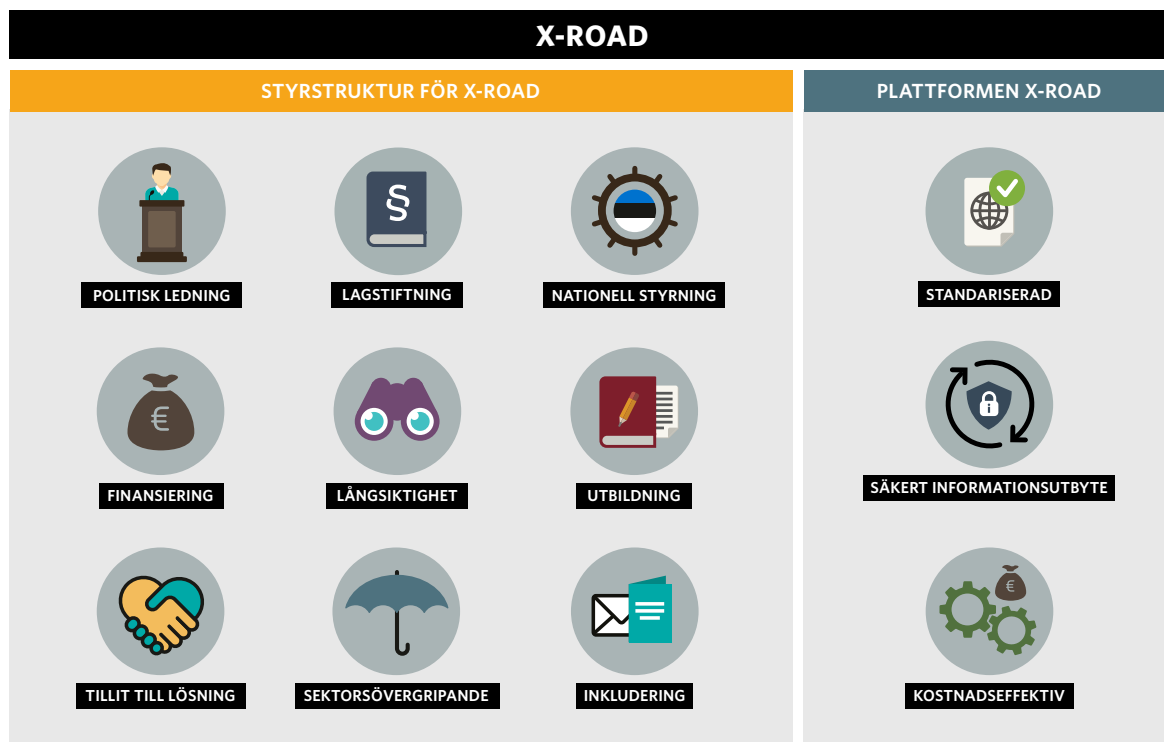 X-ROAD
STYRSTRUKTUR FÖR X-ROAD
POLITISK LEDNING
LAGSTIFTNING
§
NATIONELL STYRNING
€
FINANSIERING
LÅNGSIKTIGHET
UTBILDNING
TILLIT TILL LÖSNING
SEKTORSÖVERGRIPANDE
INKLUDERING
PLATTFORMEN X-ROAD
STANDARISERAD
SÄKERT INFORMATIONSUTBYTE
€
KOSTNADSEFFEKTIV